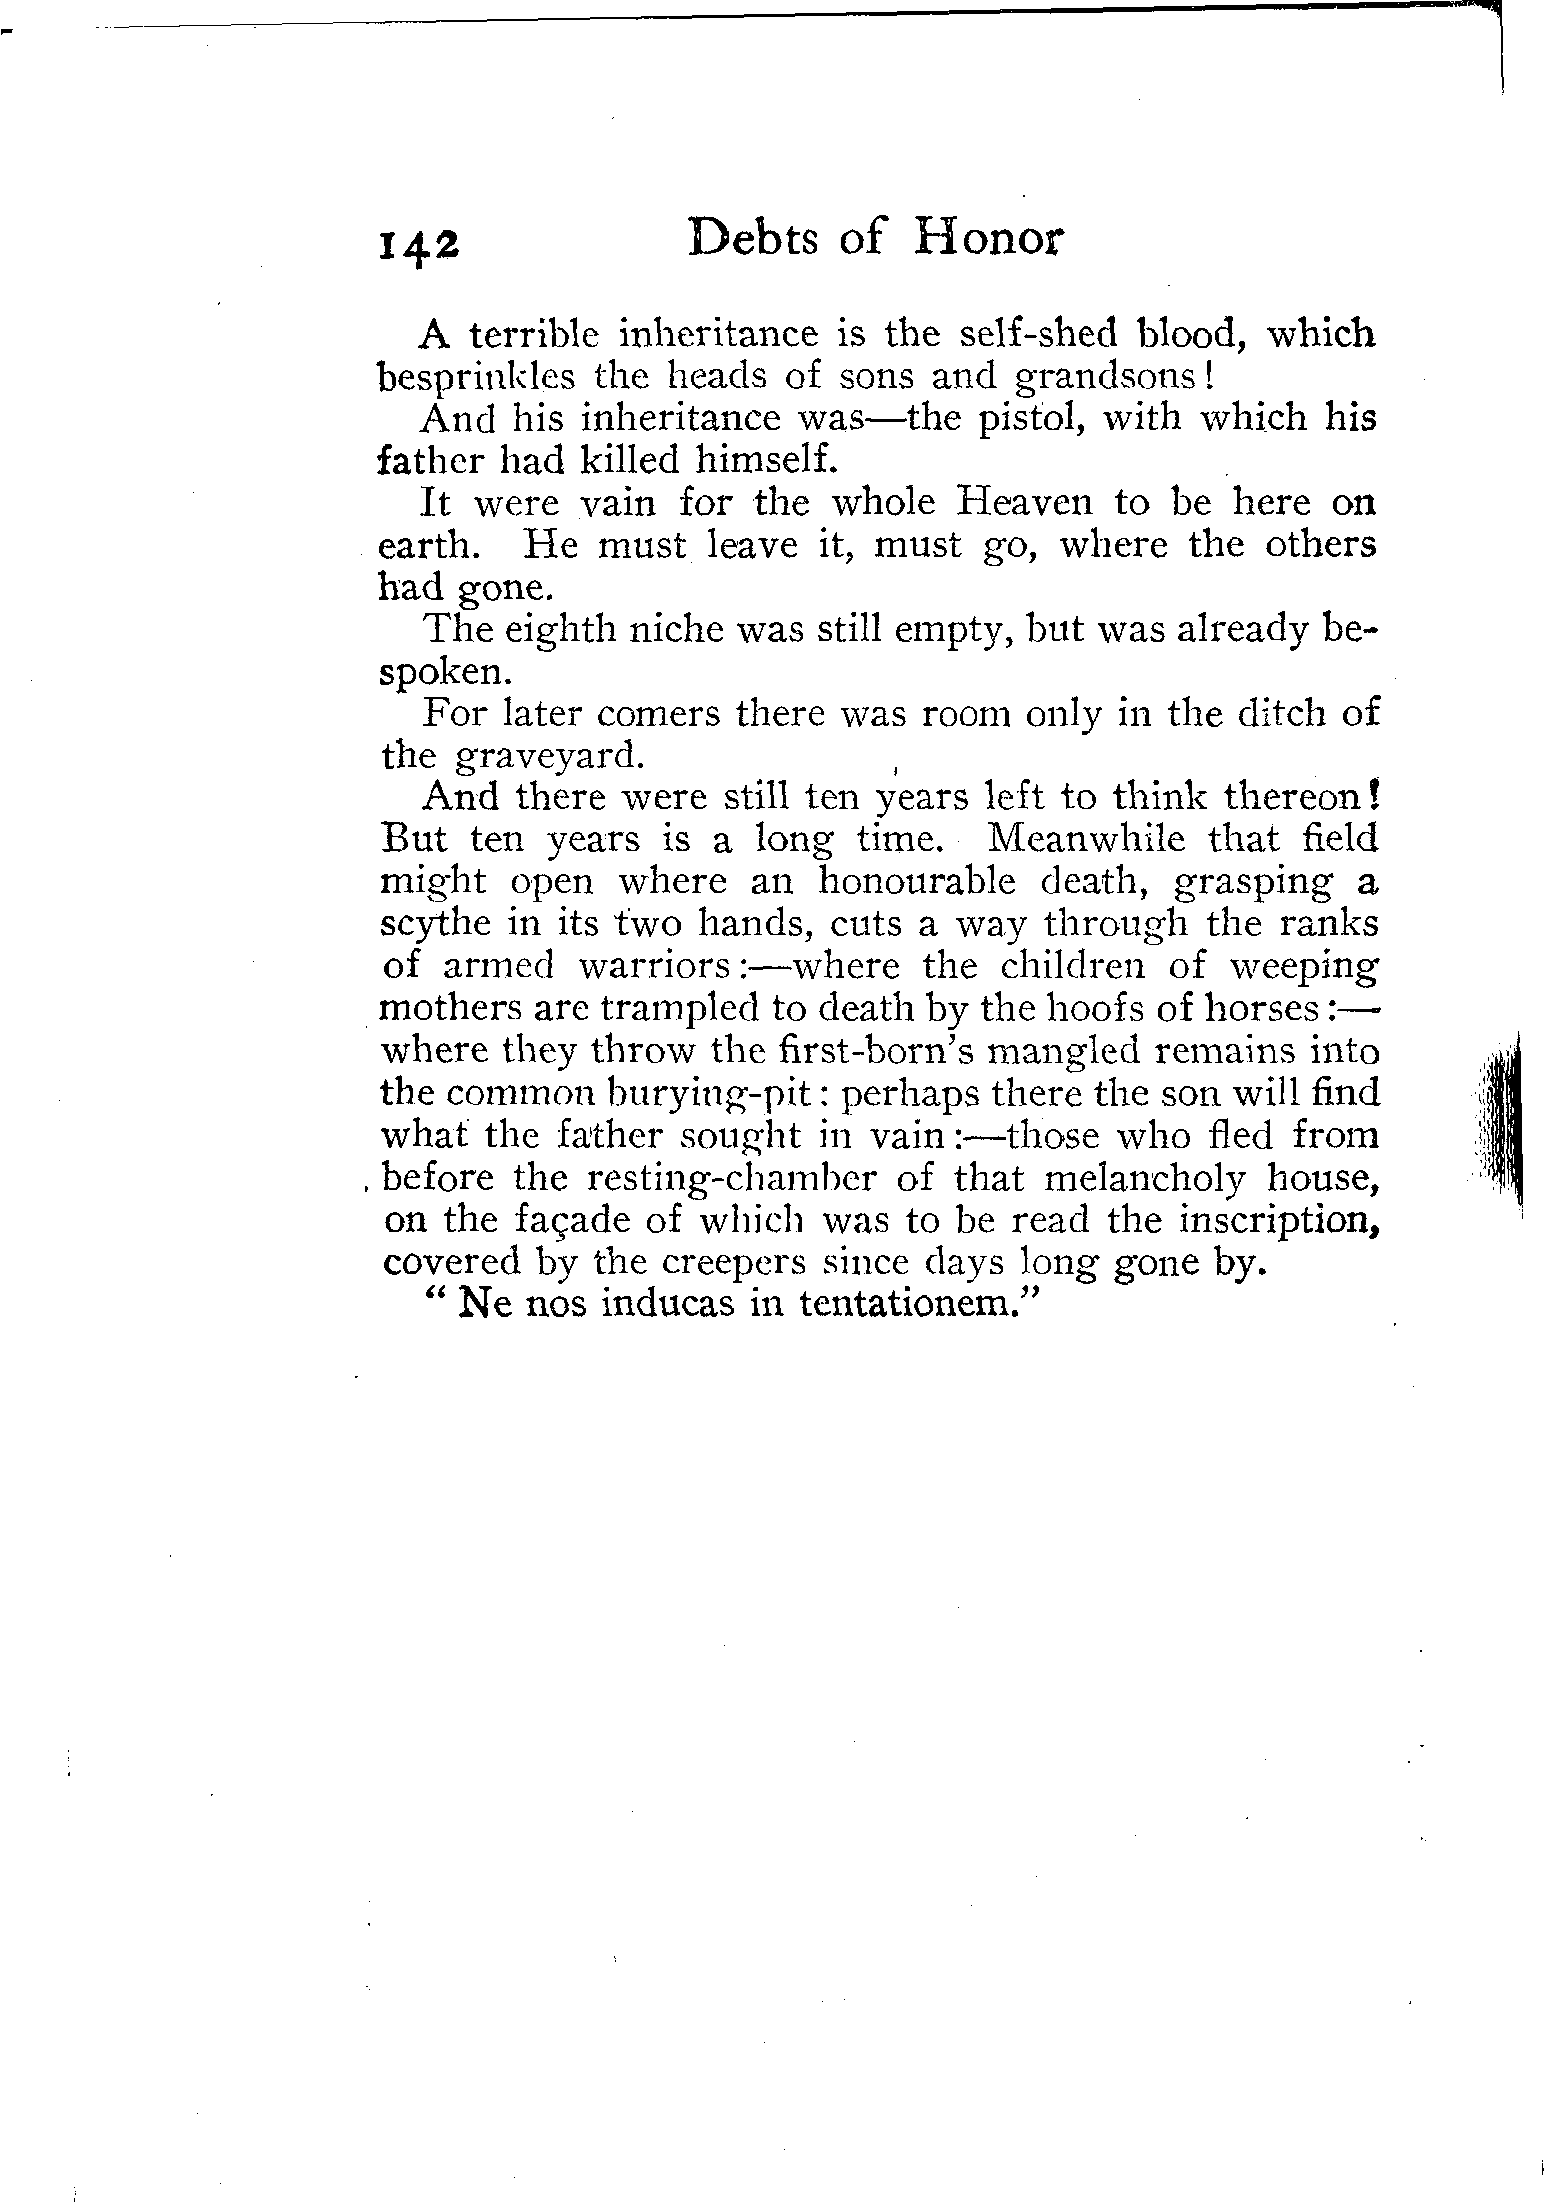 142 Debts of Honor
A terrible inheritance is the self-shed blood, which
besprinkles the heads of sons and grandsons!
And his inheritance was—the pistol, with which his
father had killed himself.
It were vain for the whole Heaven to be here on
earth. He must leave it, must go, where the others
had gone.
The eighth niche was still empty, but was already be-
spoken.
For later comers there was room only in the ditch of
the graveyard.
And there were still ten years left to think thereon!
But ten years is a long time. Meanwhile that field
might open where an honourable death, grasping a
scythe in its two hands, cuts a way through the ranks
of armed warriors:—where the children of weeping
mothers are trampled to death by the hoofs of horses:—
where they throw the first-born's mangled remains into
the common burying-pit: perhaps there the son will find
what the father sought in vain:—those who fled from
before the resting-chamber of that melancholy house,
on the façade of which was to be read the inscription,
covered by the creepers since days long gone by.
"Ne nos inducas in tentationem."